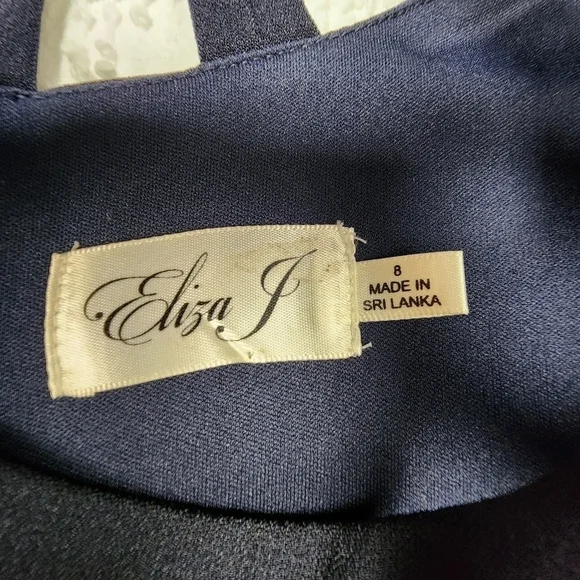 Eliza J
8
MADE IN
SRI LANKA